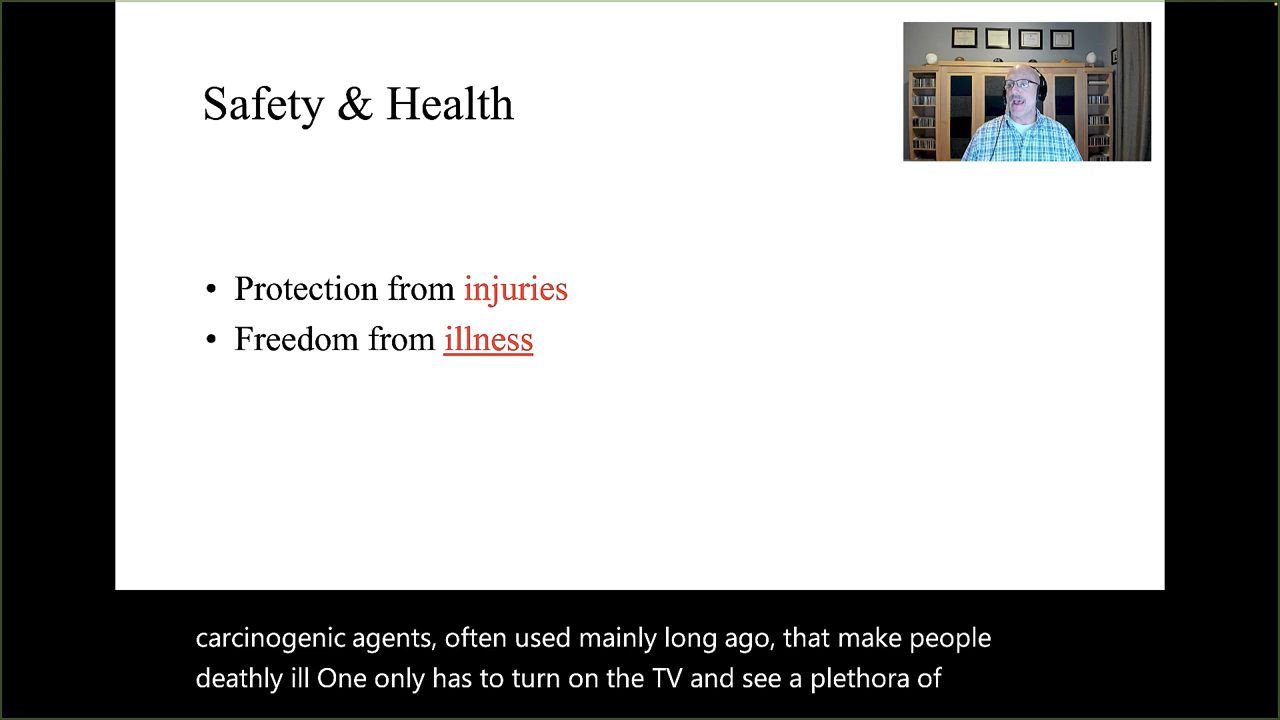 Safety & Health
• Protection from injuries
• Freedom from illness
carcinogenic agents, often used mainly long ago, that make people
deathly ill One only has to turn on the TV and see a plethora of